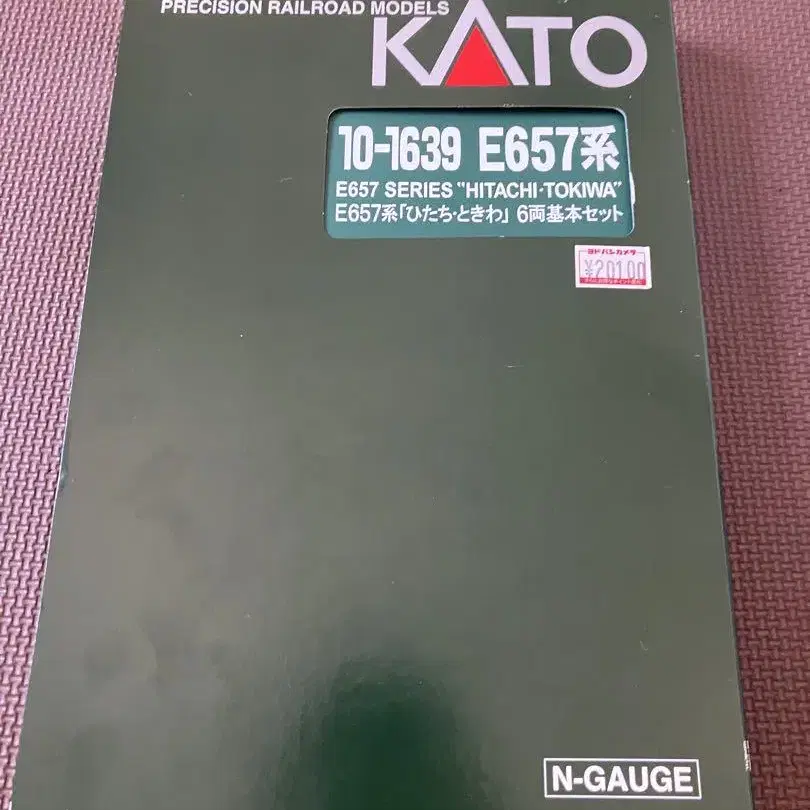 PRECISION RAILROAD MODELS
KATO
10-1639 E657系
E657 SERIES "HITACHI·TOKIWA"
E657系「ひたち·ときわ」 6両基本セット
ヨドバシカメラ
¥20100
N-GAUGE